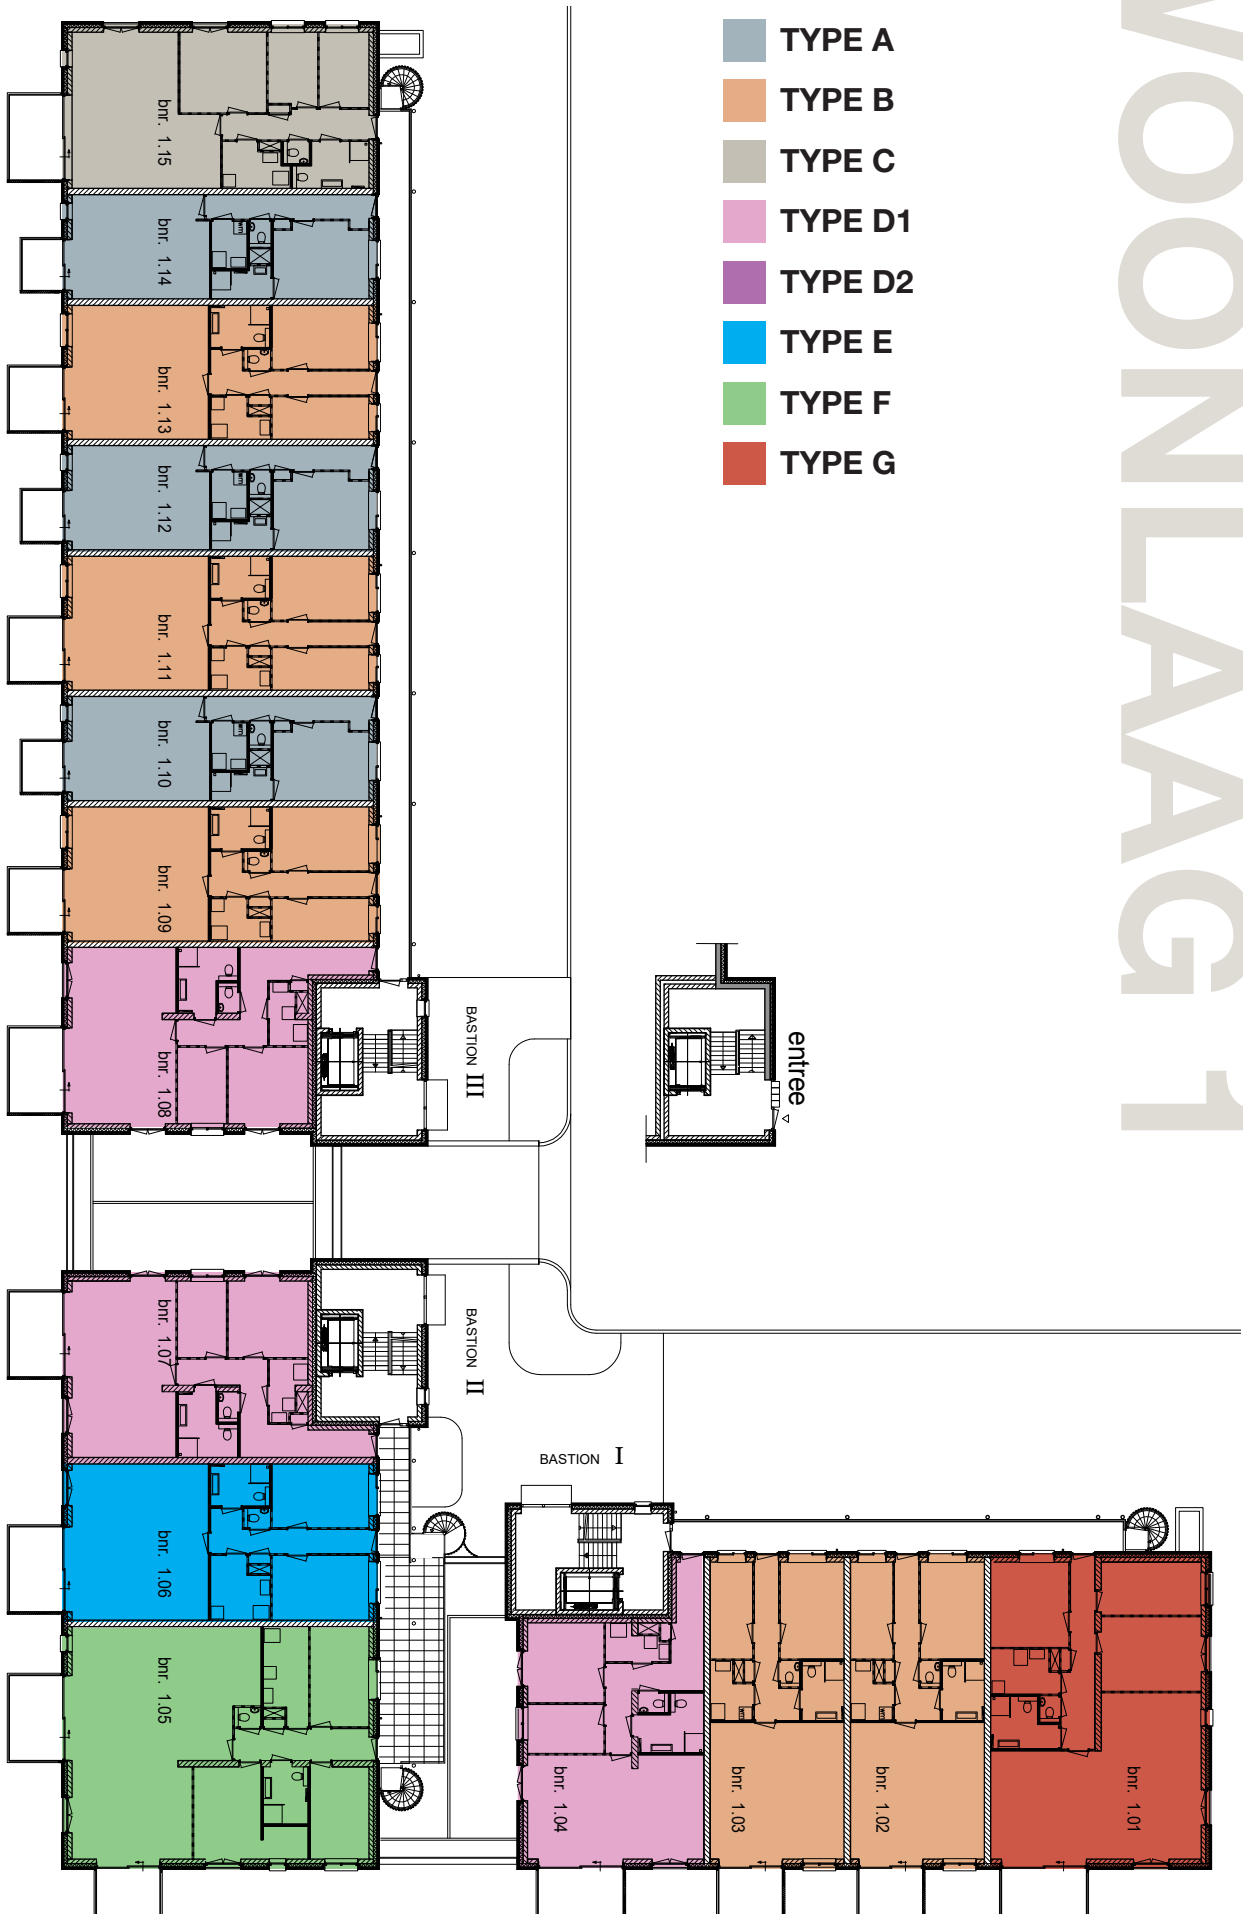 TYPE A
TYPE B
TYPE C
TYPE D1
TYPE D2
TYPE E
TYPE F
TYPE G
WOONLAAG 1
bnr. 1.15
bnr. 1.14
bnr. 1.13
bnr. 1.12
bnr. 1.11
bnr. 1.10
bnr. 1.09
bnr. 1.08
BASTION III
entree
bnr. 1.07
BASTION II
BASTION I
bnr. 1.06
bnr. 1.05
bnr. 1.04
bnr. 1.03
bnr. 1.02
bnr. 1.01